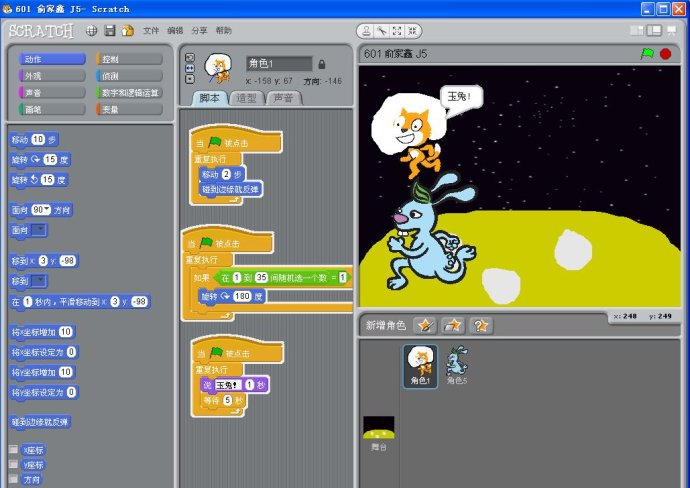 601 俞家鑫 J5- Scratch
SCRATCH 文件 编辑 分享 帮助
动作 控制
外观 侦测
声音 数字和逻辑运算
画笔 变量
移动 10 步
旋转 15 度
旋转 15 度
面向 90 方向
面向
移到 x: 3 y: -98
移到
在 1 秒内，平滑移动到 x: 3 y: -98
将x坐标增加 10
将x坐标设定为 0
将y坐标增加 10
将y坐标设定为 0
碰到边缘就反弹
x座标
y座标
方向
角色1
x: -158 y: 67 方向: -146
脚本 造型 声音
当 被点击
重复执行
移动 2 步
碰到边缘就反弹
当 被点击
重复执行
如果 在 1 到 35 间随机选一个数 = 1
旋转 180 度
当 被点击
重复执行
说 玉兔! 1 秒
等待 5 秒
601 俞家鑫 J5
玉兔!
x: 248 y: 249
新增角色
角色1 角色5
舞台